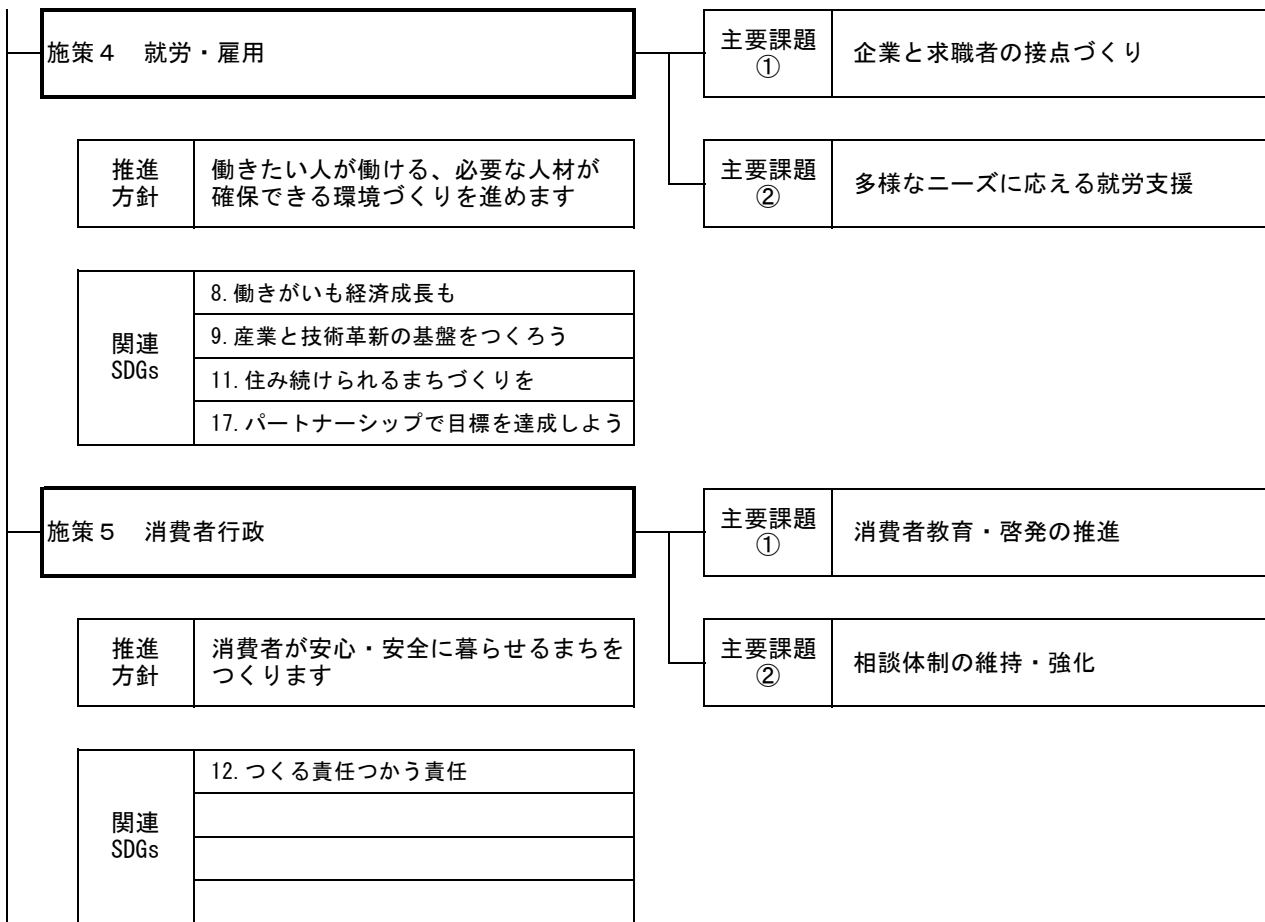 施策４　就労・雇用
主要課題
①
企業と求職者の接点づくり
推進
方針
働きたい人が働ける、必要な人材が
確保できる環境づくりを進めます
主要課題
②
多様なニーズに応える就労支援
関連
SDGs
8.働きがいも経済成長も
9.産業と技術革新の基盤をつくろう
11.住み続けられるまちづくりを
17.パートナーシップで目標を達成しよう
施策５　消費者行政
主要課題
①
消費者教育・啓発の推進
推進
方針
消費者が安心・安全に暮らせるまちを
つくります
主要課題
②
相談体制の維持・強化
関連
SDGs
12.つくる責任つかう責任